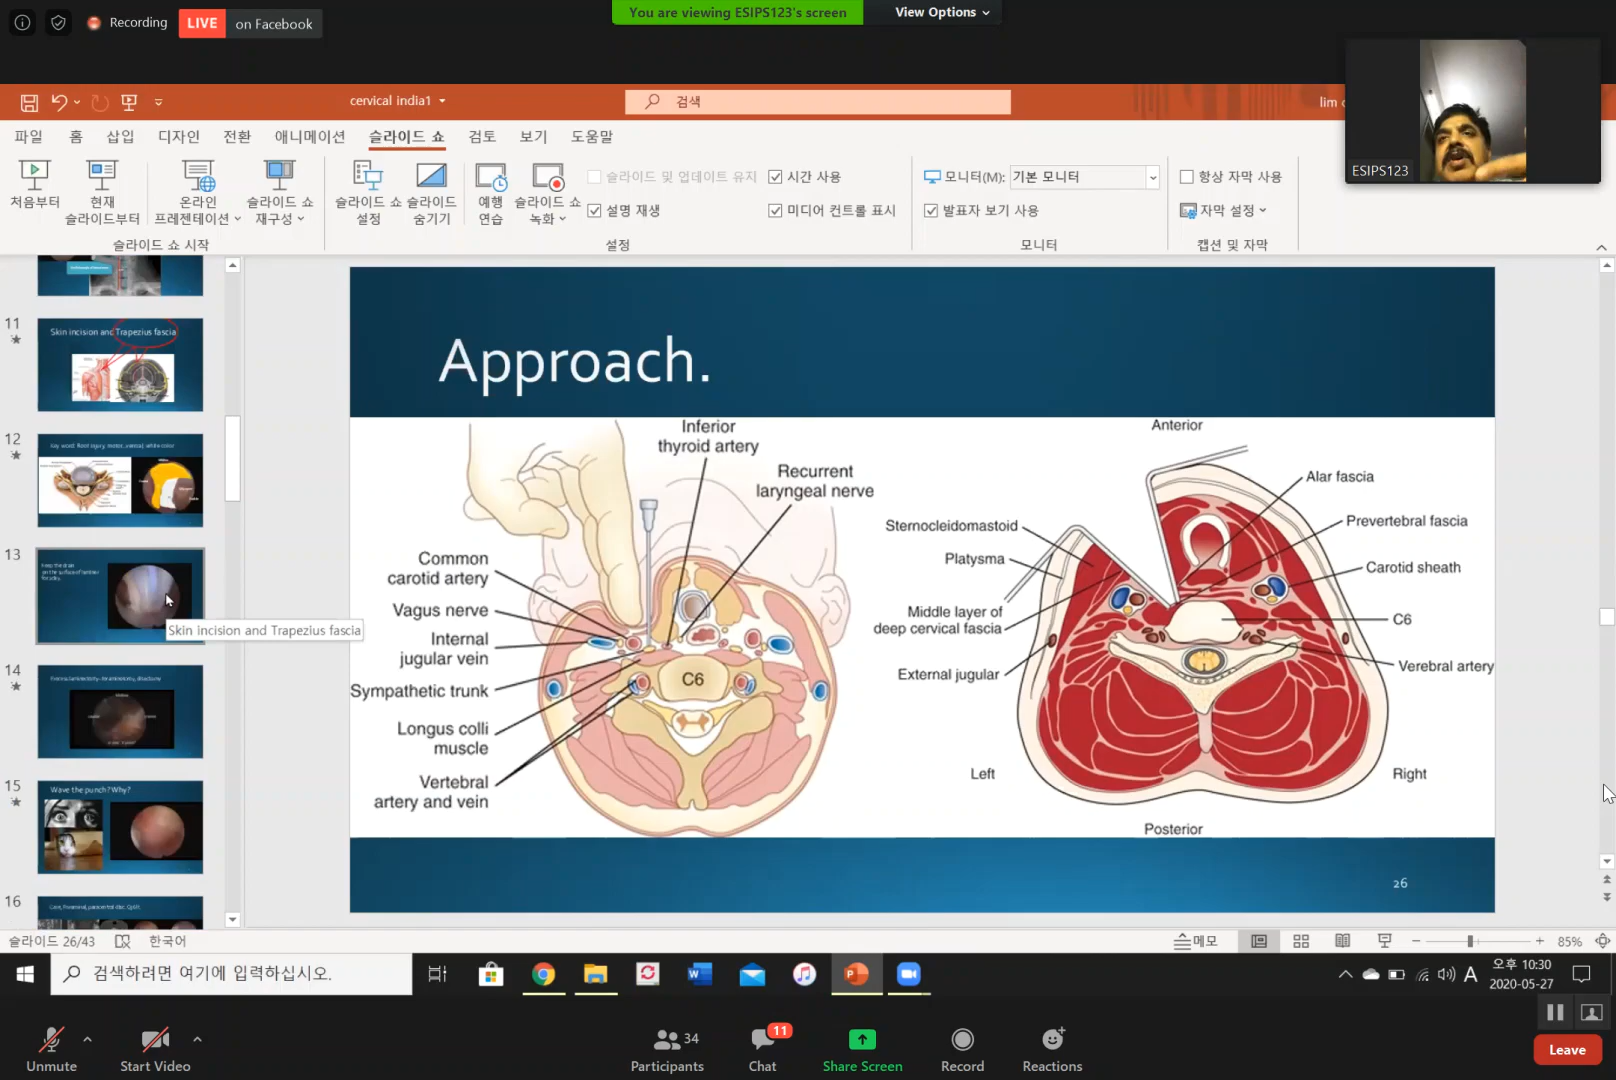 Recording
LIVE on Facebook
You are viewing ESIPS123's screen
View Options
ESIPS123
cervical india1
검색
파일 홈 삽입 디자인 전환 애니메이션 슬라이드 쇼 검토 보기 도움말
처음부터
현재
슬라이드부터
온라인
프레젠테이션
슬라이드 쇼
재구성
슬라이드 쇼
설정
슬라이드
숨기기
예행
연습
슬라이드 쇼
녹화
슬라이드 및 업데이트 유지
시간 사용
설명 재생
미디어 컨트롤 표시
모니터(M): 기본 모니터
발표자 보기 사용
항상 자막 사용
자막 설정
슬라이드 쇼 시작
설정
모니터
캡션 및 자막
11
Skin incision and Trapezius fascia
12
13
Skin incision and Trapezius fascia
14
15
Wave the punch? Why?
16
Approach.
Inferior
thyroid artery
Recurrent
laryngeal nerve
Common
carotid artery
Vagus nerve
Internal
jugular vein
Sympathetic trunk
Longus colli
muscle
Vertebral
artery and vein
C6
Anterior
Alar fascia
Prevertebral fascia
Carotid sheath
C6
Verebral artery
Sternocleidomastoid
Platysma
Middle layer of
deep cervical fascia
External jugular
Left
Right
Posterior
26
슬라이드 26/43
한국어
메모
85%
검색하려면 여기에 입력하십시오.
A
오후 10:30
2020-05-27
Unmute
Start Video
34
Participants
11
Chat
Share Screen
Record
Reactions
Leave